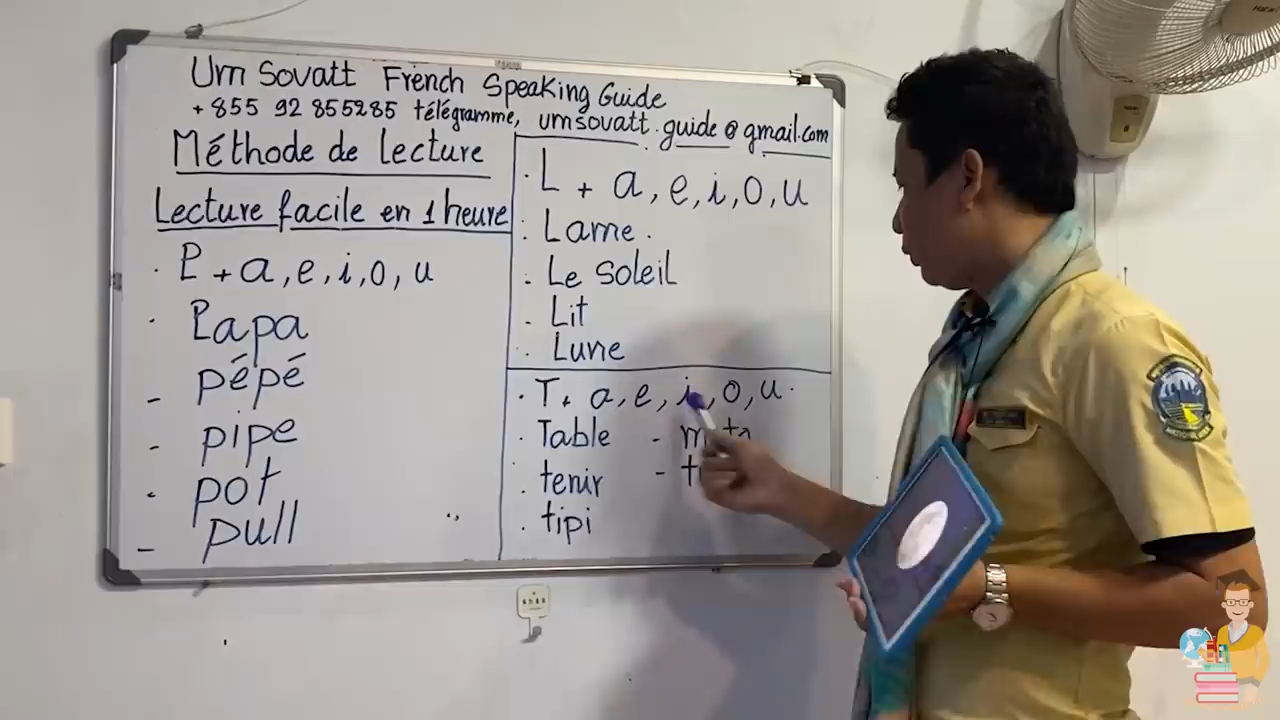 Um Sovatt French Speaking Guide
+ 855 92 855285 télégramme, umsovatt.guide@gmail.com
Méthode de lecture
Lecture facile en 1 heure
· P + a, e, i, o, u
· Papa
- pépé
- pipe
- pot
- pull
· L + a, e, i, o, u
· Lame.
- Le Soleil
- Lit
· Lune
· T + a, e, i, o, u.
· Table
· tenir
· tipi